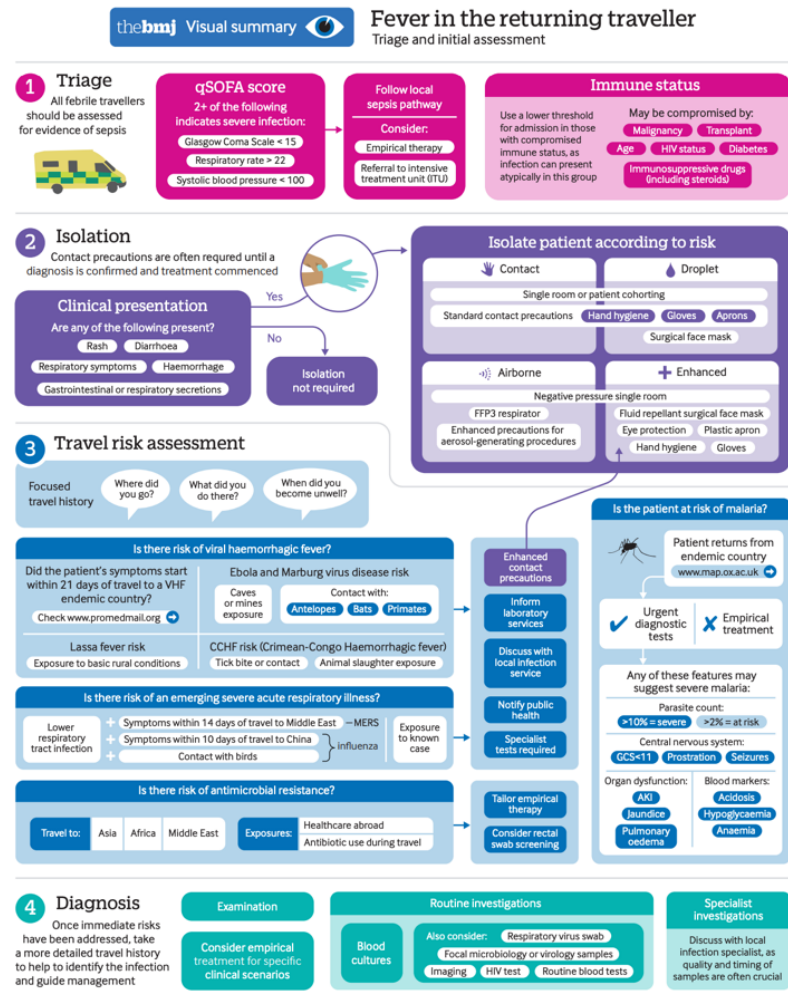 thebmj Visual summary
Fever in the returning traveller
Triage and initial assessment
1 Triage
All febrile travellers
should be assessed
for evidence of sepsis
qSOFA score
2+ of the following
indicates severe infection:
Glasgow Coma Scale < 15
Respiratory rate > 22
Systolic blood pressure < 100
Follow local
sepsis pathway
Consider:
Empirical therapy
Referral to intensive
treatment unit (ITU)
Immune status
Use a lower threshold
for admission in those
with compromised
immune status, as
infection can present
atypically in this group
May be compromised by:
Malignancy
Transplant
Age
HIV status
Diabetes
Immunosuppressive drugs
(including steroids)
2 Isolation
Contact precautions are often requred until a
diagnosis is confirmed and treatment commenced
Clinical presentation
Are any of the following present?
Rash
Diarrhoea
Respiratory symptoms
Haemorrhage
Gastrointestinal or respiratory secretions
Yes
No
Isolation
not required
Isolate patient according to risk
Contact
Droplet
Single room or patient cohorting
Standard contact precautions
Hand hygiene
Gloves
Aprons
Surgical face mask
Airborne
Enhanced
Negative pressure single room
FFP3 respirator
Enhanced precautions for
aerosol-generating procedures
Fluid repellant surgical face mask
Eye protection
Plastic apron
Hand hygiene
Gloves
3 Travel risk assessment
Focused
travel history
Where did
you go?
What did you
do there?
When did you
become unwell?
Is there risk of viral haemorrhagic fever?
Did the patient's symptoms start
within 21 days of travel to a VHF
endemic country?
Check www.promedmail.org
Ebola and Marburg virus disease risk
Caves
or mines
exposure
Contact with:
Antelopes
Bats
Primates
Lassa fever risk
Exposure to basic rural conditions
CCHF risk (Crimean-Congo Haemorrhagic fever)
Tick bite or contact
Animal slaughter exposure
Is there risk of an emerging severe acute respiratory illness?
Lower
respiratory
tract infection
+ Symptoms within 14 days of travel to Middle East – MERS
+ Symptoms within 10 days of travel to China
+ Contact with birds
influenza
Exposure
to known
case
Is there risk of antimicrobial resistance?
Travel to:
Asia
Africa
Middle East
Exposures:
Healthcare abroad
Antibiotic use during travel
Enhanced
contact
precautions
Inform
laboratory
services
Discuss with
local infection
service
Notify public
health
Specialist
tests required
Tailor empirical
therapy
Consider rectal
swab screening
Is the patient at risk of malaria?
Patient returns from
endemic country
www.map.ox.ac.uk
Urgent
diagnostic
tests
Empirical
treatment
Any of these features may
suggest severe malaria:
Parasite count:
>10% = severe
>2% = at risk
Central nervous system:
GCS<11
Prostration
Seizures
Organ dysfunction:
AKI
Jaundice
Pulmonary
oedema
Blood markers:
Acidosis
Hypoglycaemia
Anaemia
4 Diagnosis
Once immediate risks
have been addressed, take
a more detailed travel history
to help to identify the infection
and guide management
Examination
Consider empirical
treatment for specific
clinical scenarios
Routine investigations
Blood
cultures
Also consider:
Respiratory virus swab
Focal microbiology or virology samples
Imaging
HIV test
Routine blood tests
Specialist
investigations
Discuss with local
infection specialist, as
quality and timing of
samples are often crucial